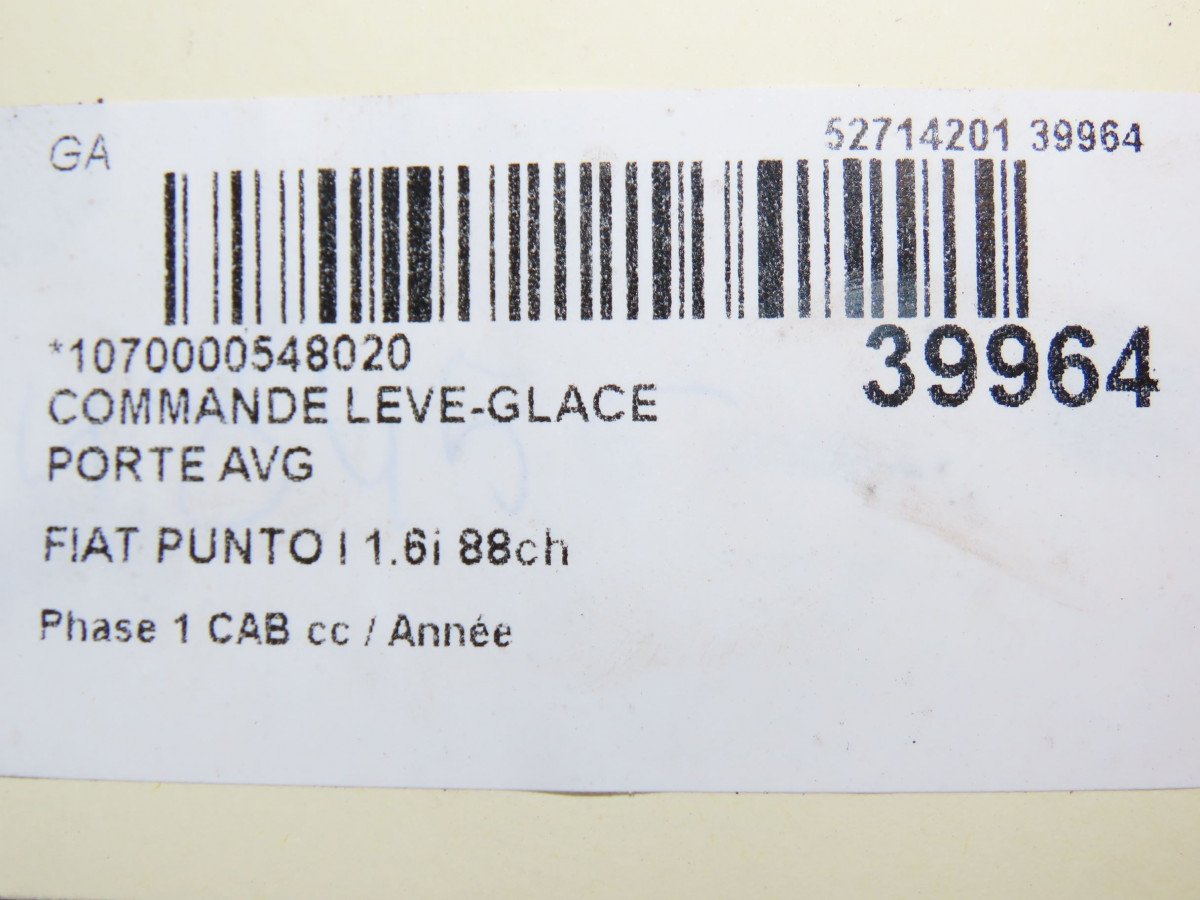 GA
52714201 39964
*1070000548020
39964
COMMANDE LEVE-GLACE
PORTE AVG
FIAT PUNTO I 1.6i 88ch
Phase 1 CAB cc / Année